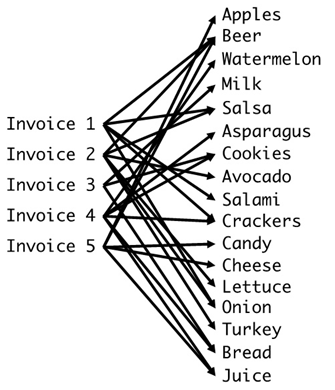 Apples
Beer
Watermelon
Milk
Salsa
Asparagus
Cookies
Avocado
Salami
Crackers
Candy
Cheese
Lettuce
Onion
Turkey
Bread
Juice
Invoice 1
Invoice 2
Invoice 3
Invoice 4
Invoice 5